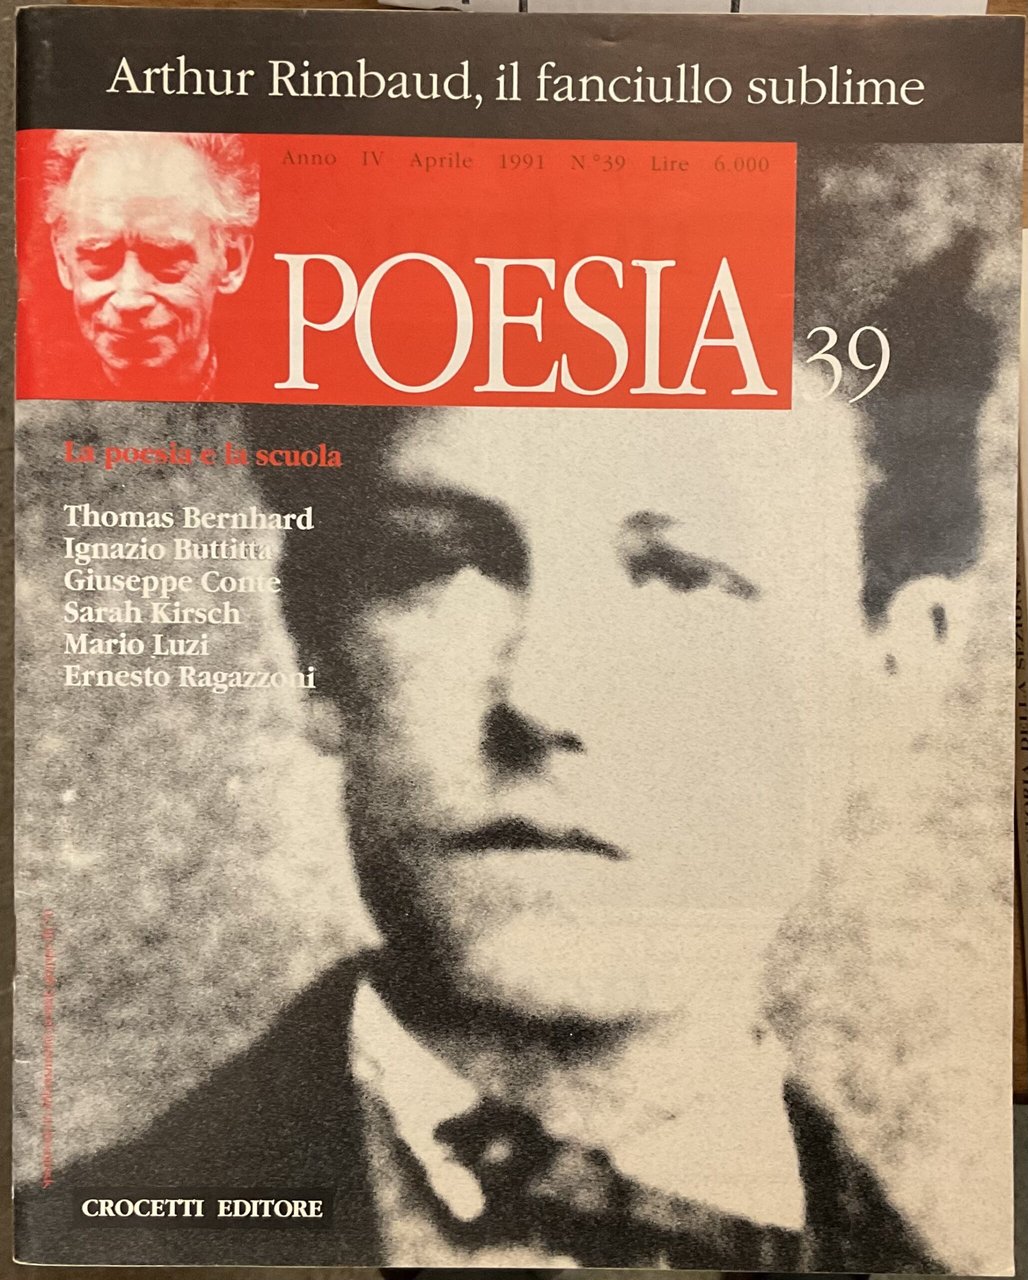 Arthur Rimbaud, il fanciullo sublime
Anno IV Aprile 1991 N.°39 Lire 6.000
POESIA
39
La poesia e la scuola
Thomas Bernhard
Ignazio Buttitta
Giuseppe Conte
Sarah Kirsch
Mario Luzi
Ernesto Ragazzoni
CROCETTI EDITORE